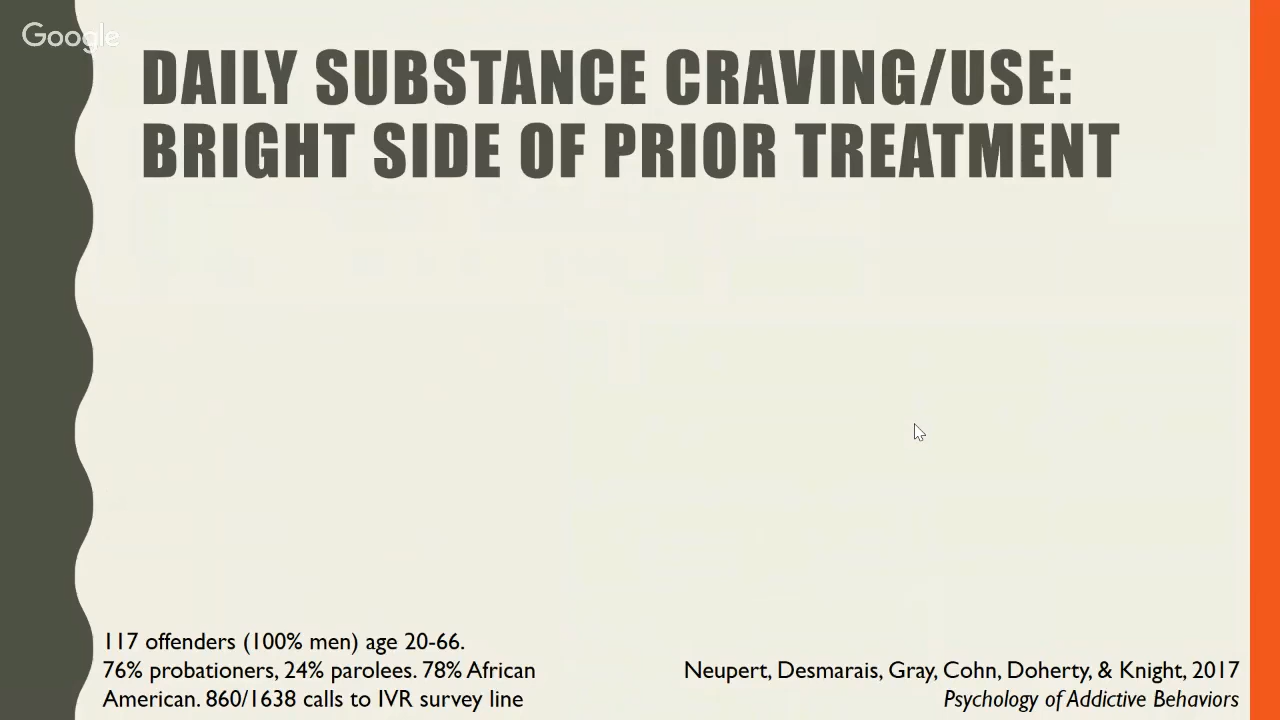 Google
DAILY SUBSTANCE CRAVING/USE:
BRIGHT SIDE OF PRIOR TREATMENT
117 offenders (100% men) age 20-66.
76% probationers, 24% parolees. 78% African
American. 860/1638 calls to IVR survey line
Neupert, Desmarais, Gray, Cohn, Doherty, & Knight, 2017
Psychology of Addictive Behaviors